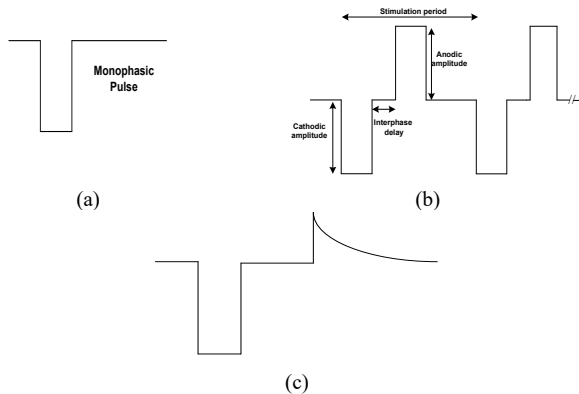 Monophasic
Pulse
(a)
Stimulation period
Anodic
amplitude
Cathodic
amplitude
Interphase
delay
(b)
(c)